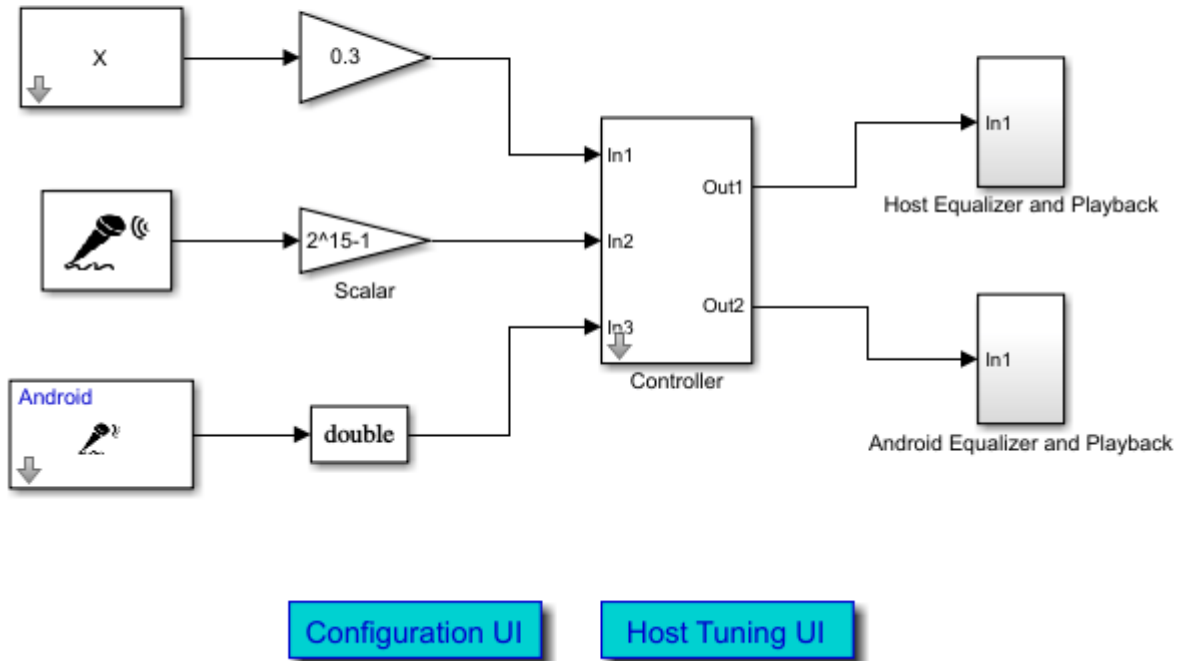 X
0.3
In1
In1
Out1
Host Equalizer and Playback
2^15-1
In2
Scalar
Out2
In3
In1
Controller
Android
double
Android Equalizer and Playback
Configuration UI
Host Tuning UI